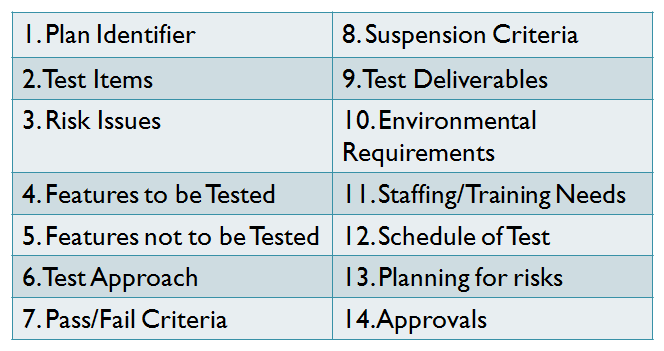 1. Plan Identifier
2. Test Items
3. Risk Issues
4. Features to be Tested
5. Features not to be Tested
6. Test Approach
7. Pass/Fail Criteria
8. Suspension Criteria
9. Test Deliverables
10. Environmental
Requirements
11. Staffing/Training Needs
12. Schedule of Test
13. Planning for risks
14. Approvals